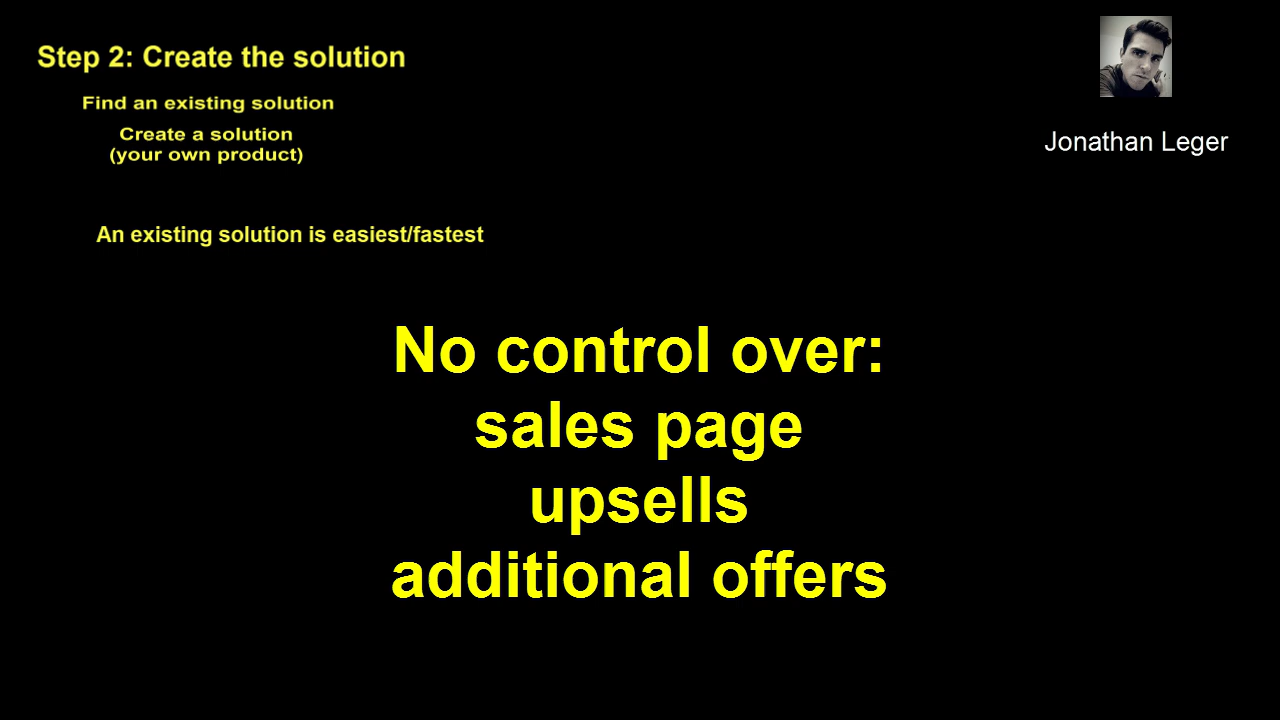 Step 2: Create the solution
Find an existing solution
Create a solution
(your own product)
Jonathan Leger
An existing solution is easiest/fastest
No control over:
sales page
upsells
additional offers